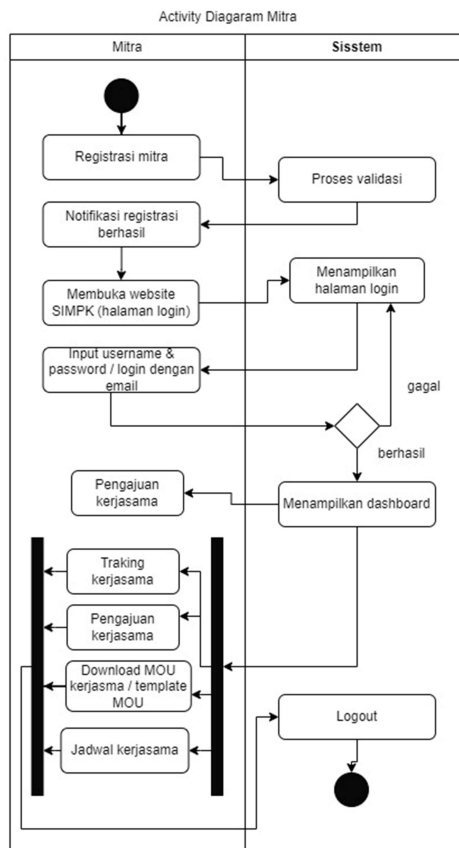 Activity Diagaram Mitra
Mitra
Sisstem
Registrasi mitra
Proses validasi
Notifikasi registrasi
berhasil
Membuka website
SIMPK (halaman login)
Menampilkan
halaman login
Input username &
password / login dengan
email
gagal
berhasil
Pengajuan
kerjasama
Menampilkan dashboard
Traking
kerjasama
Pengajuan
kerjasama
Download MOU
kerjasma / template
MOU
Logout
Jadwal kerjasama